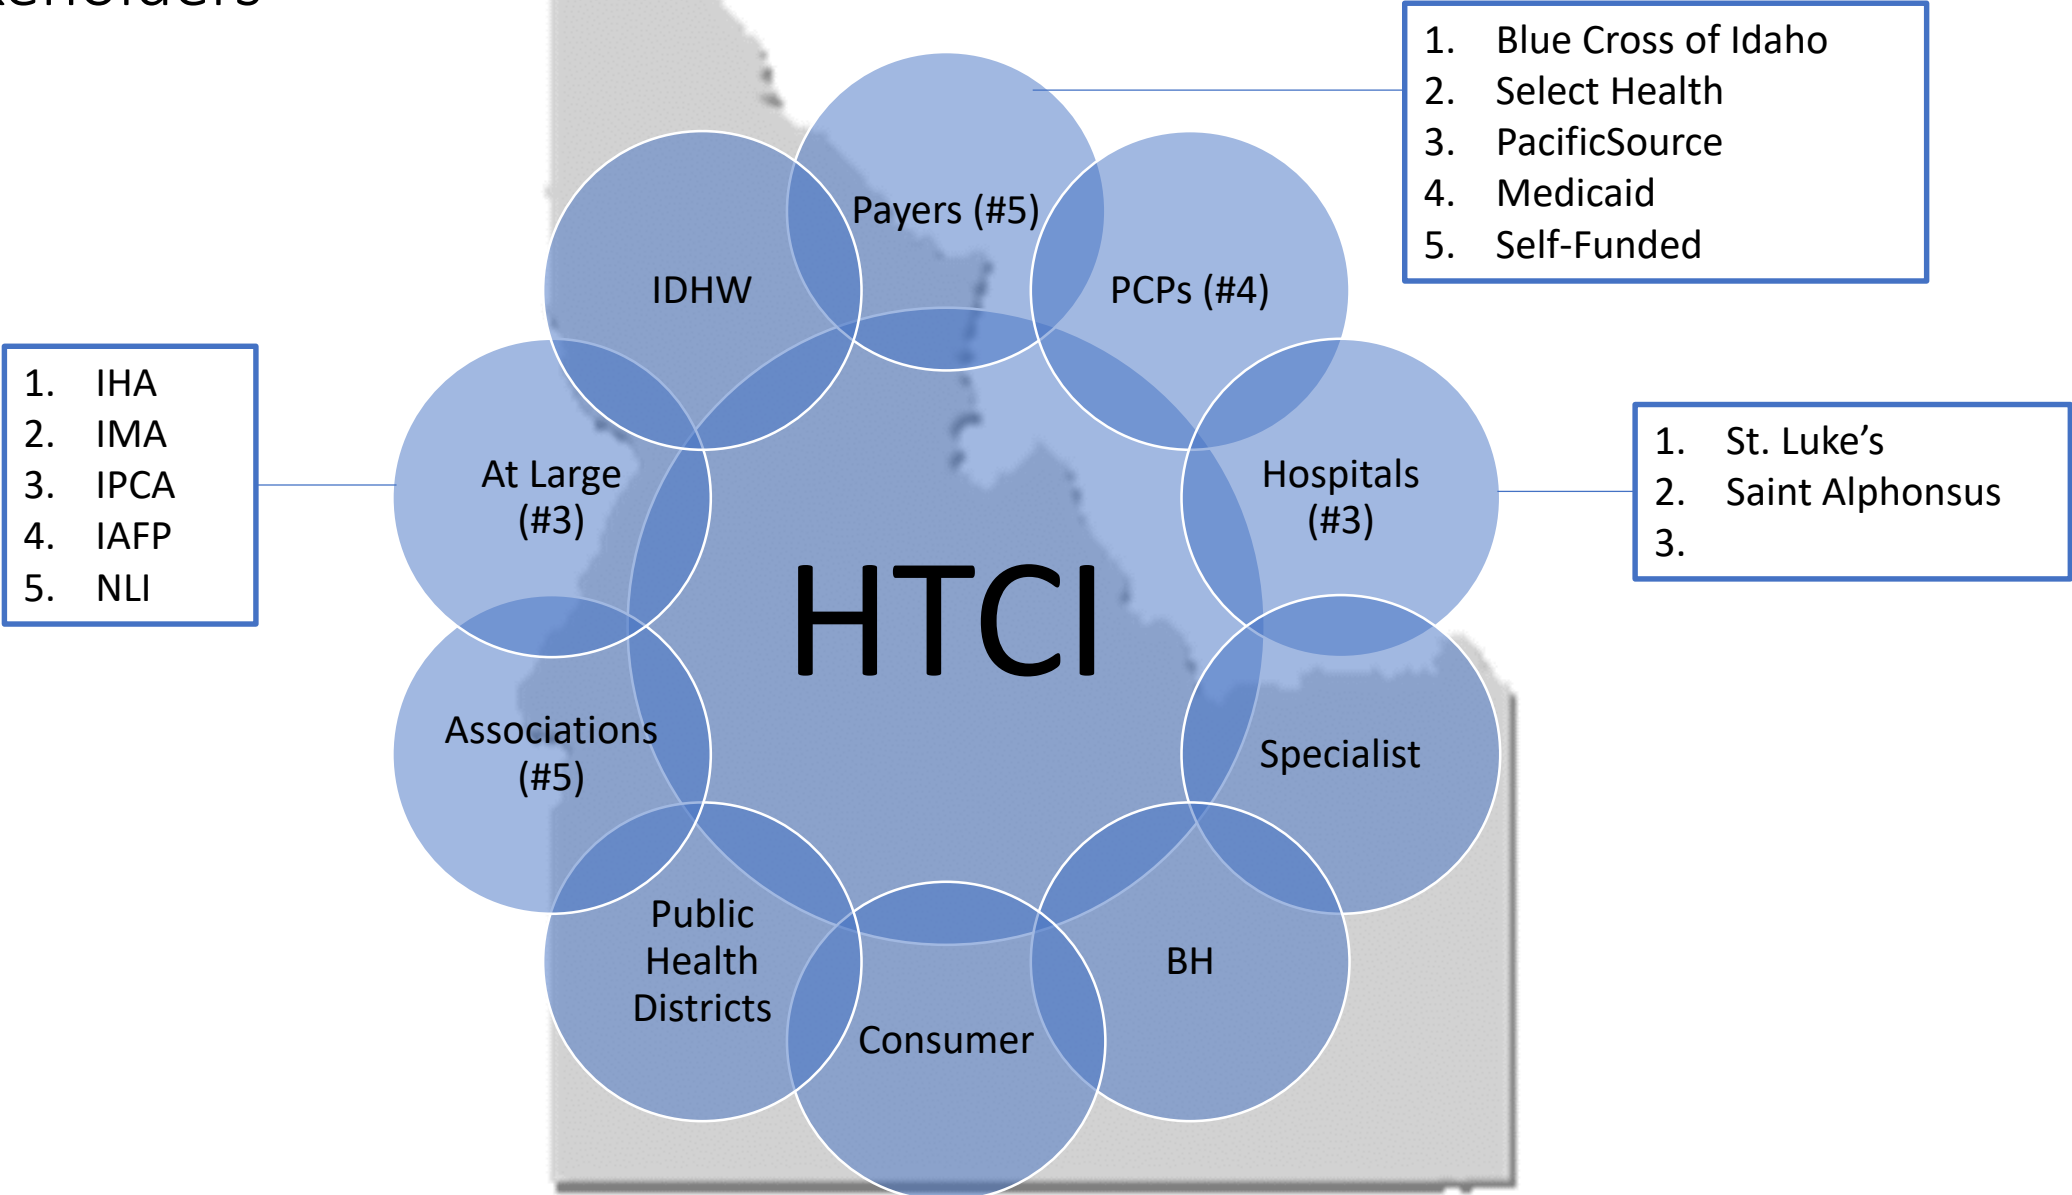 1. Blue Cross of Idaho
2. Select Health
3. PacificSource
4. Medicaid
5. Self-Funded
Payers (#5)
IDHW
PCPs (#4)
1. IHA
2. IMA
3. IPCA
4. IAFP
5. NLI
At Large
(#3)
Hospitals
(#3)
1. St. Luke’s
2. Saint Alphonsus
3.
HTCI
Associations
(#5)
Specialist
Public
Health
Districts
BH
Consumer